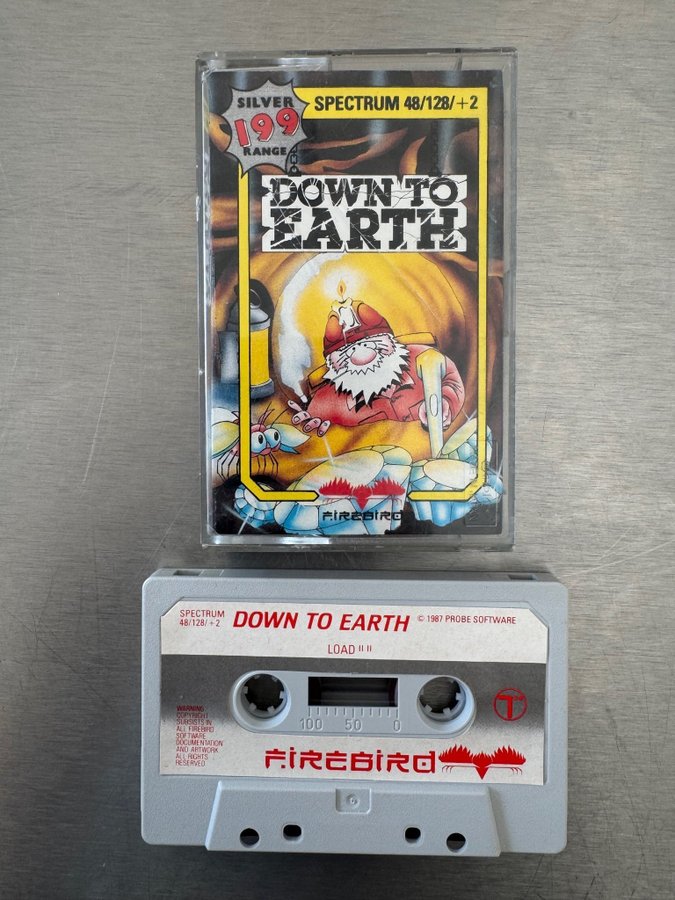 SILVER
199
RANGE
SPECTRUM 48/128/+2
DOWN TO
EARTH
FIREBIRD
SPECTRUM
48/128/+2
DOWN TO EARTH
© 1987 PROBE SOFTWARE
LOAD " "
100 50 0
T
WARNING
COPYRIGHT
SUBSISTS IN
ALL FIREBIRD
SOFTWARE
DOCUMENTATION
AND ARTWORK
ALL RIGHTS
RESERVED
FIREBIRD